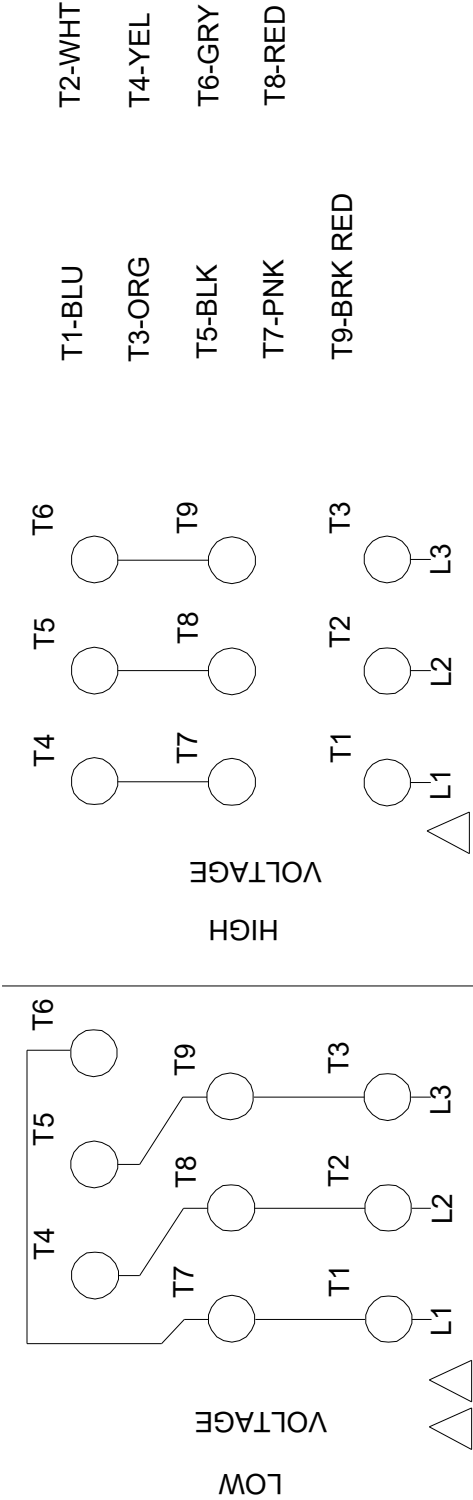 LOW
VOLTAGE
T4 T5 T6
T7 T8 T9
T1 T2 T3
L1 L2 L3
HIGH
VOLTAGE
T4 T5 T6
T7 T8 T9
T1 T2 T3
L1 L2 L3
T1-BLU T2-WHT
T3-ORG T4-YEL
T5-BLK T6-GRY
T7-PNK T8-RED
T9-BRK RED